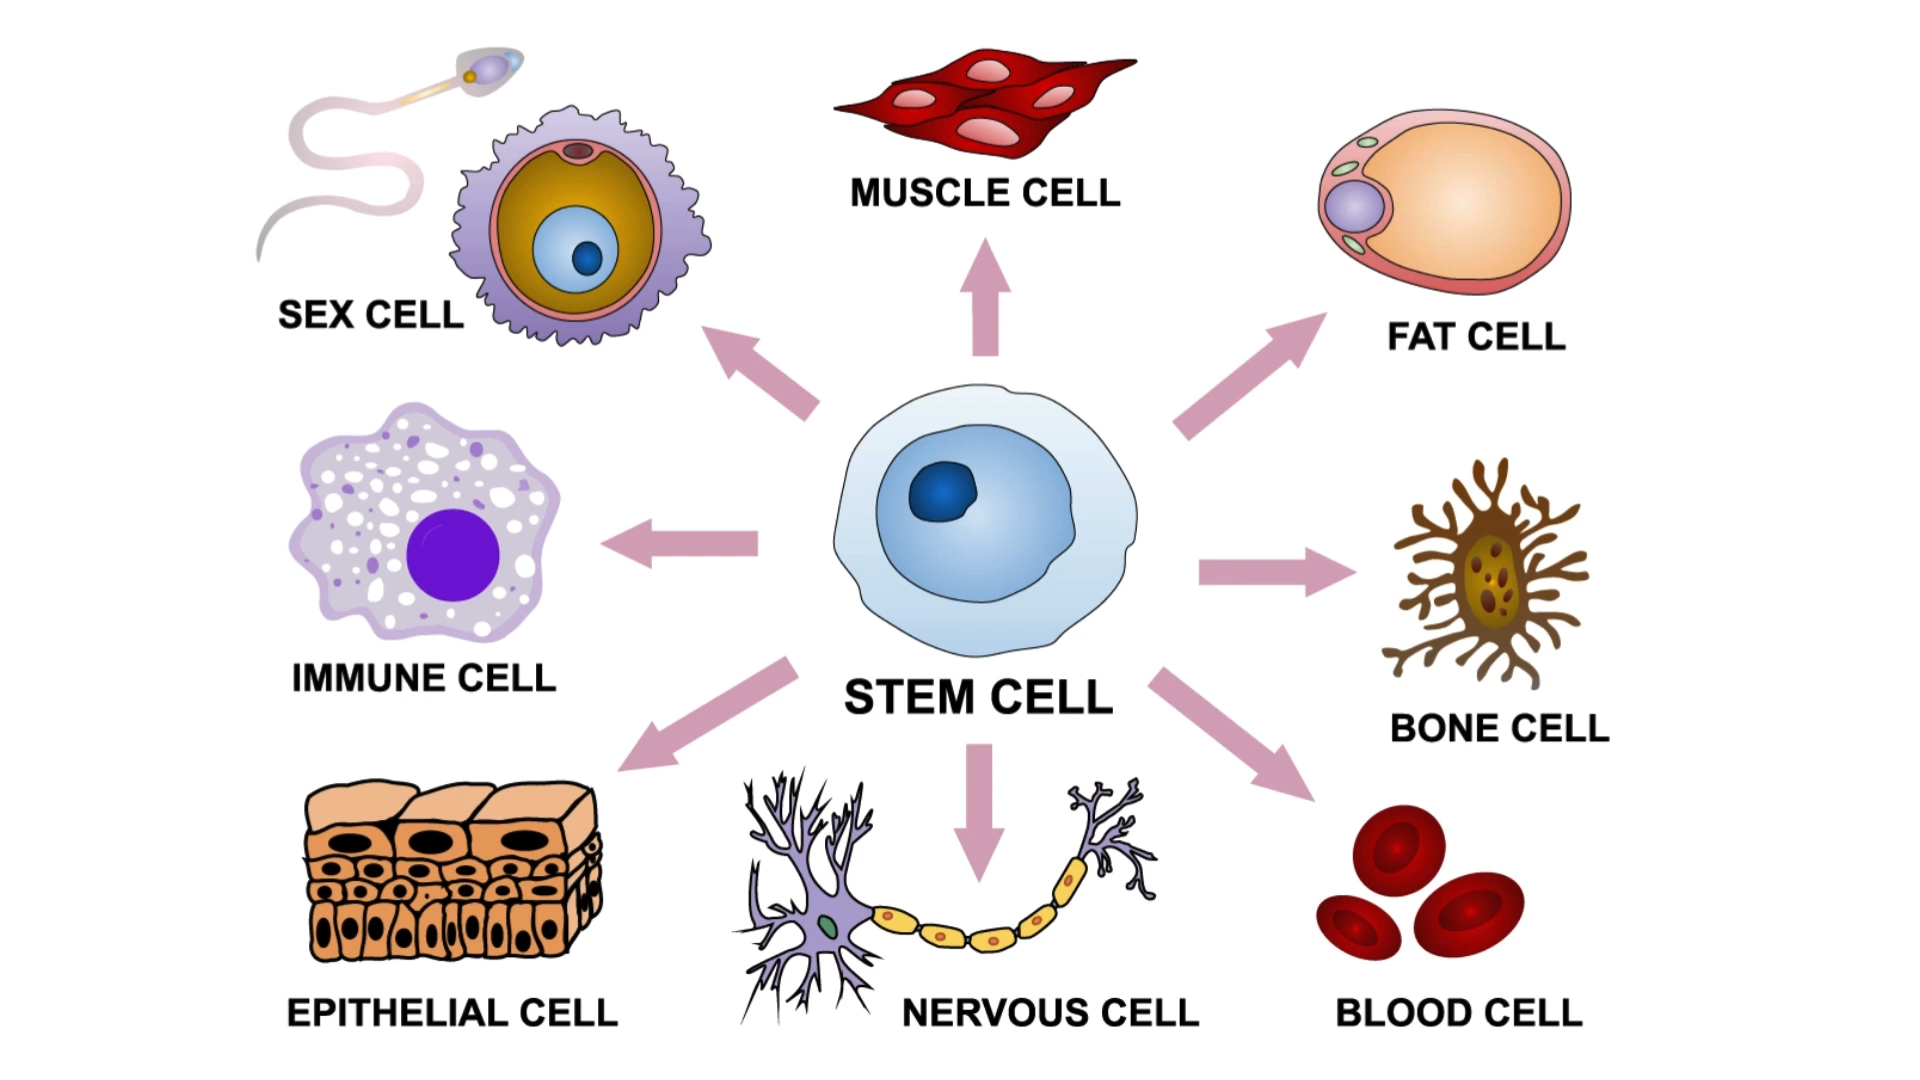 MUSCLE CELL
SEX CELL
FAT CELL
IMMUNE CELL
STEM CELL
BONE CELL
EPITHELIAL CELL
NERVOUS CELL
BLOOD CELL